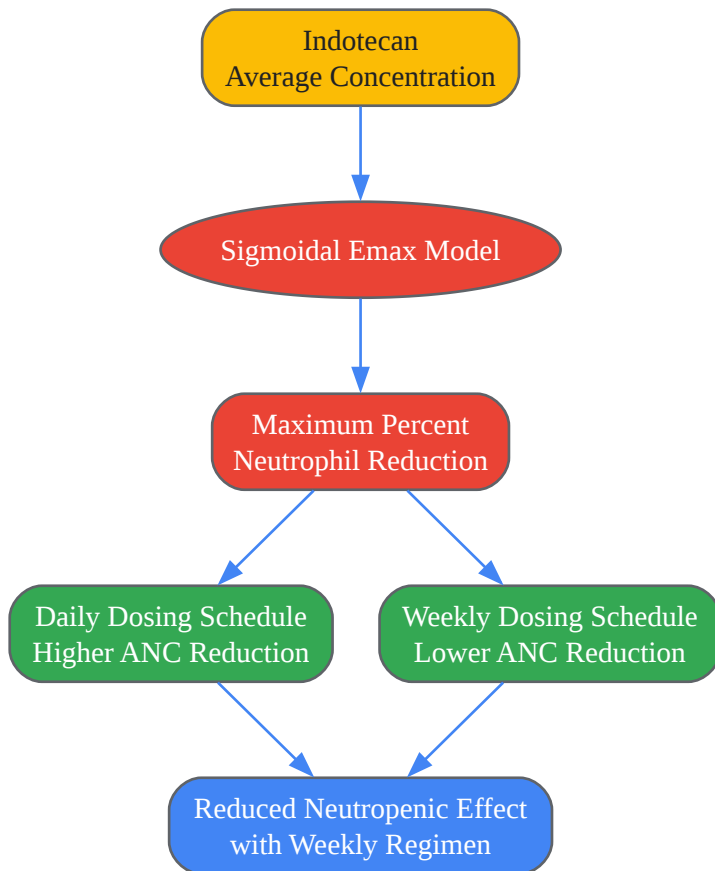 Indotecan
Average Concentration
Sigmoidal Emax Model
Maximum Percent
Neutrophil Reduction
Daily Dosing Schedule
Higher ANC Reduction
Weekly Dosing Schedule
Lower ANC Reduction
Reduced Neutropenic Effect
with Weekly Regimen